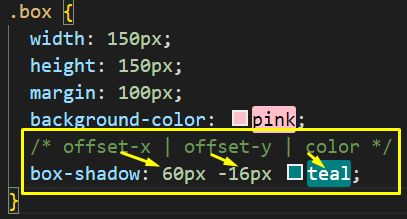 .box {
width: 150px;
height: 150px;
margin: 100px;
background-color: pink;
/* offset-x | offset-y | color */
box-shadow: 60px -16px teal;
}